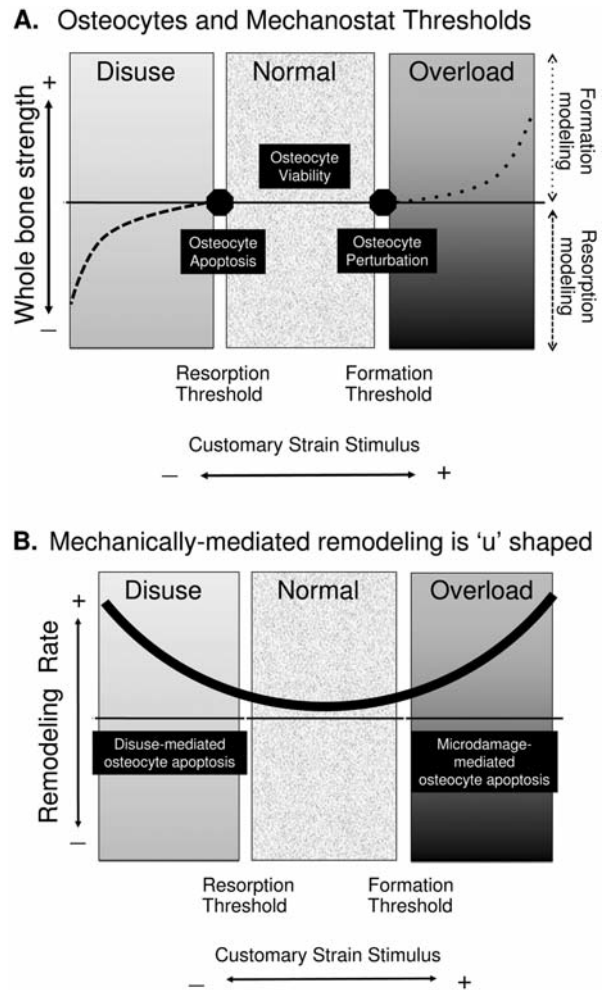 A. Osteocytes and Mechanostat Thresholds
Disuse
Normal
Overload
+
Whole bone strength
–
Osteocyte
Viability
Osteocyte
Apoptosis
Osteocyte
Perturbation
Formation
modeling
Resorption
modeling
Resorption
Threshold
Formation
Threshold
Customary Strain Stimulus
– +
B. Mechanically-mediated remodeling is 'u' shaped
Disuse
Normal
Overload
+
Remodeling Rate
–
Disuse-mediated
osteocyte apoptosis
Microdamage-
mediated
osteocyte apoptosis
Resorption
Threshold
Formation
Threshold
Customary Strain Stimulus
– +